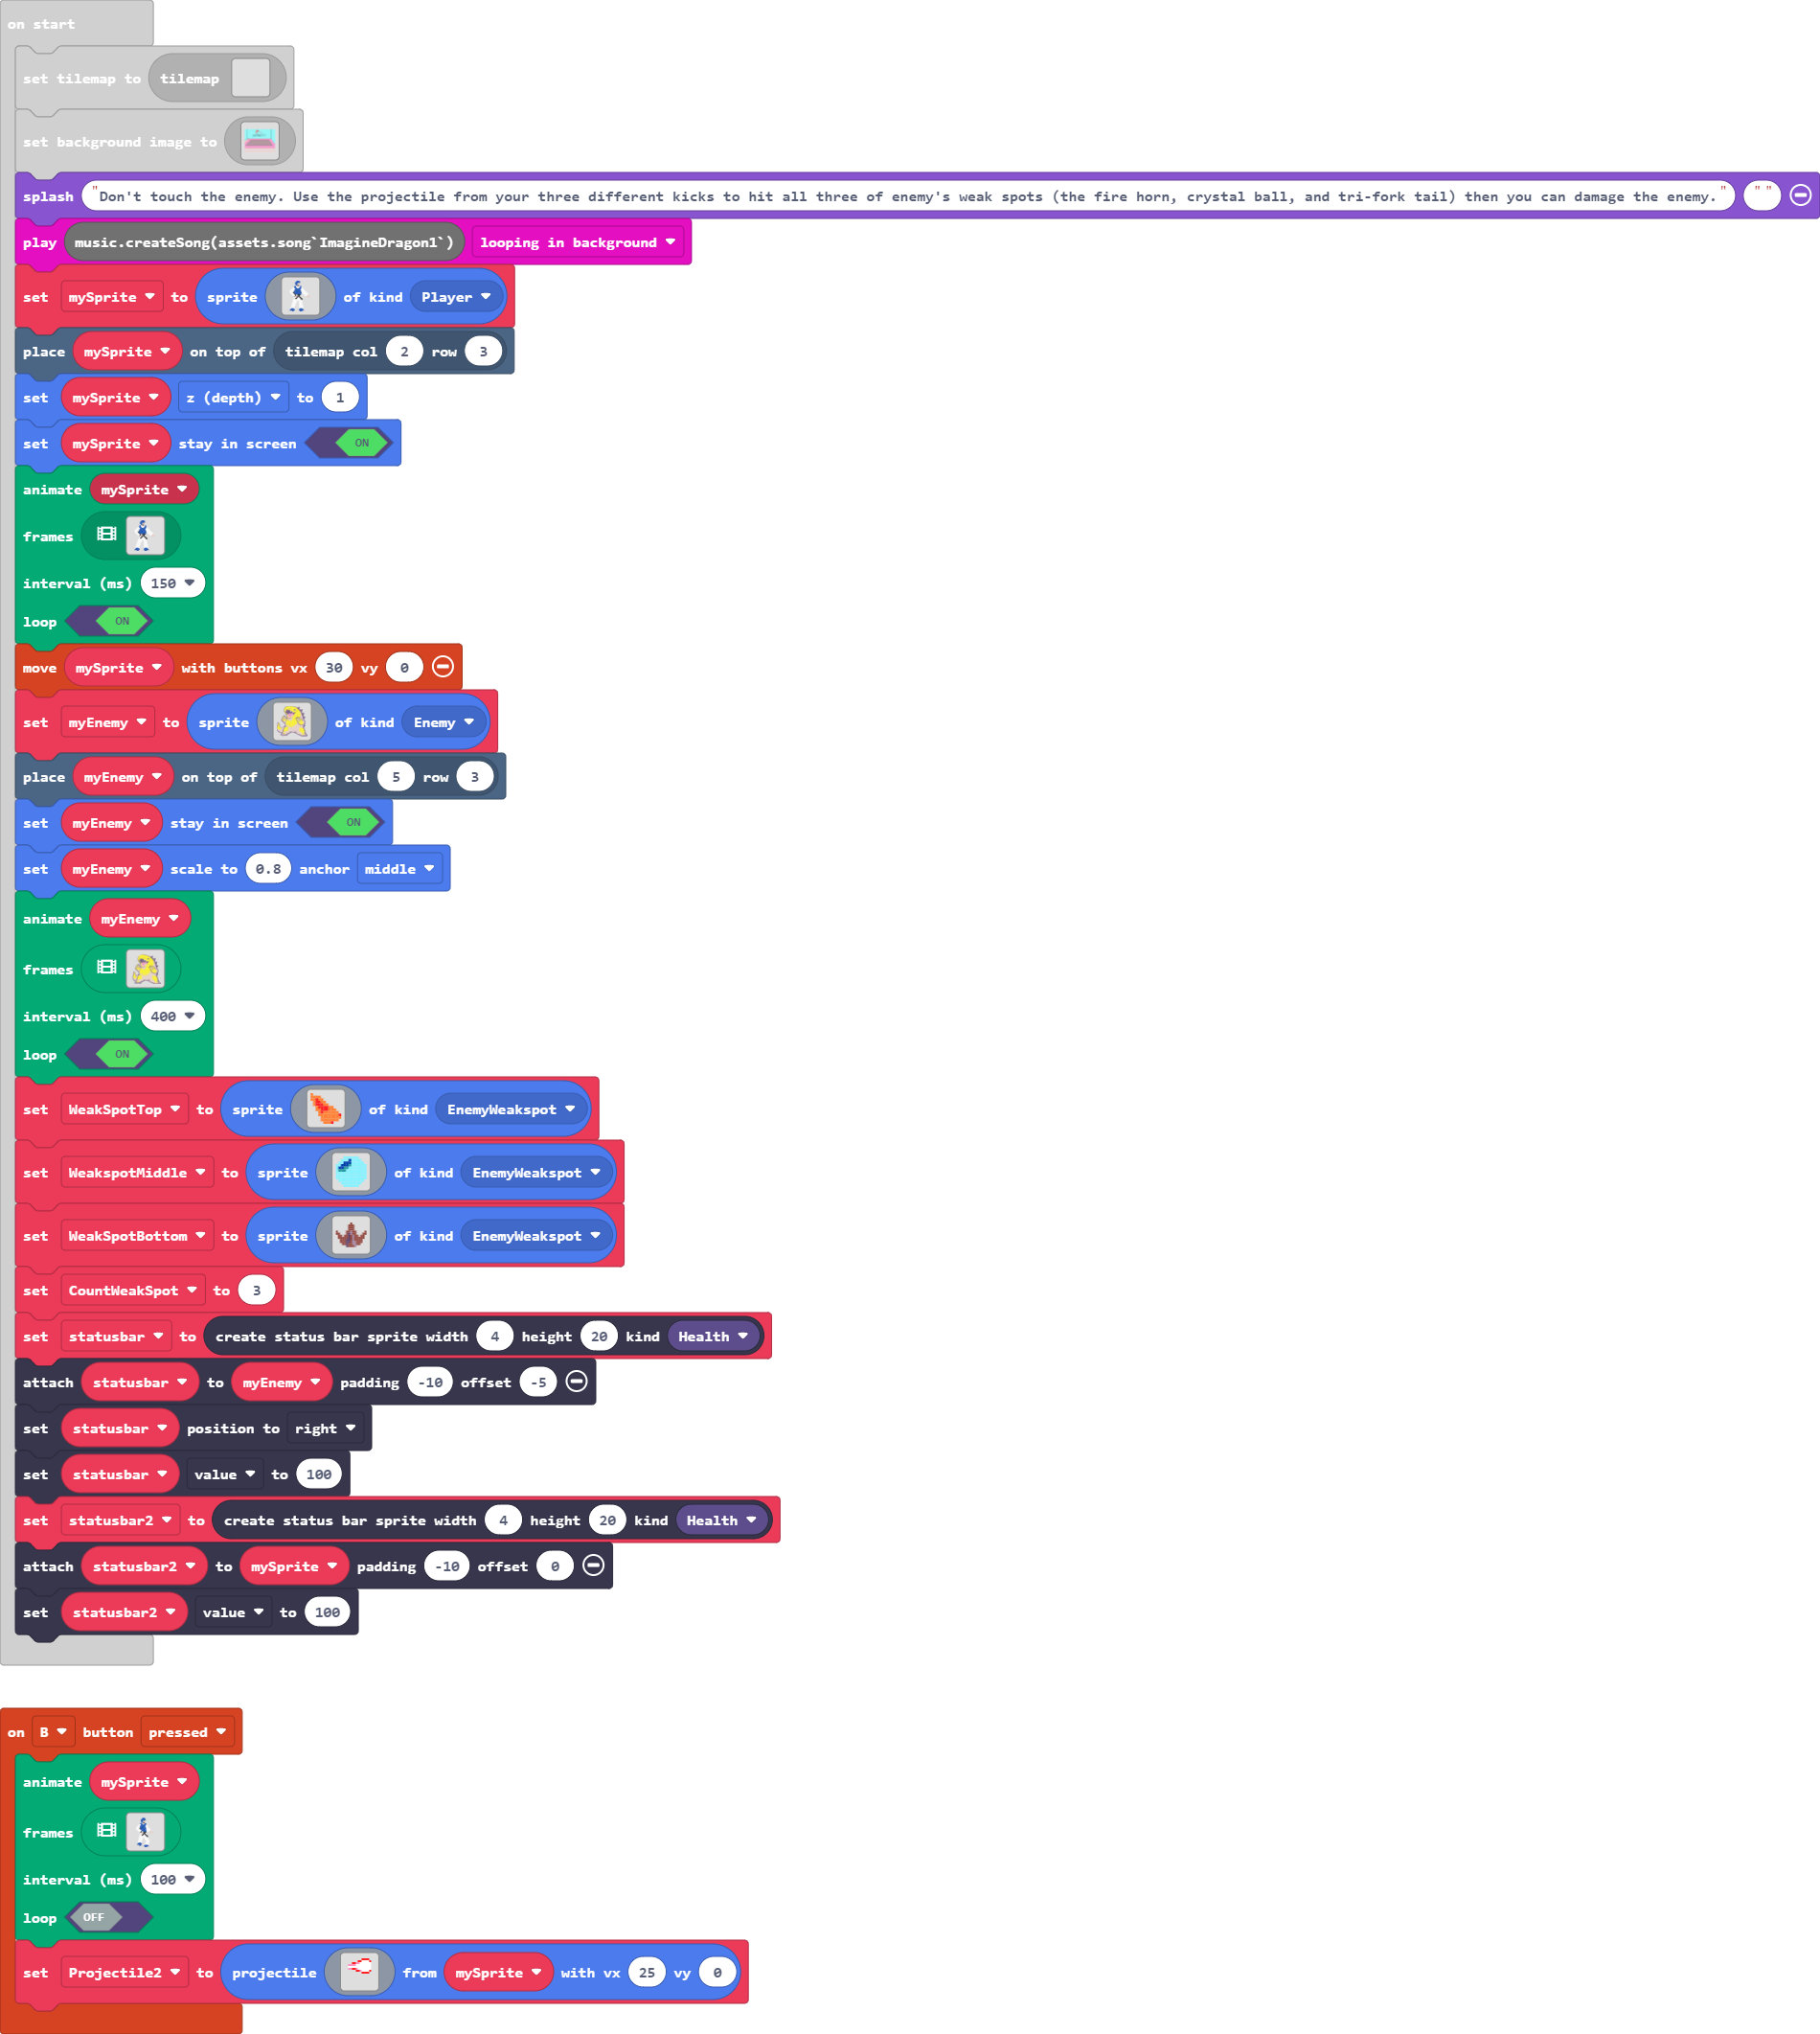 on start
set tilemap to tilemap
set background image to
splash "Don't touch the enemy. Use the projectile from your three different kicks to hit all three of enemy's weak spots (the fire horn, crystal ball, and tri-fork tail) then you can damage the enemy." ""
play music.createSong(assets.song`ImagineDragon1`) looping in background
set mySprite to sprite of kind Player
place mySprite on top of tilemap col 2 row 3
set mySprite z (depth) to 1
set mySprite stay in screen ON
animate mySprite
frames
interval (ms) 150
loop ON
move mySprite with buttons vx 30 vy 0
set myEnemy to sprite of kind Enemy
place myEnemy on top of tilemap col 5 row 3
set myEnemy stay in screen ON
set myEnemy scale to 0.8 anchor middle
animate myEnemy
frames
interval (ms) 400
loop ON
set WeakSpotTop to sprite of kind EnemyWeakspot
set WeakspotMiddle to sprite of kind EnemyWeakspot
set WeakSpotBottom to sprite of kind EnemyWeakspot
set CountWeakSpot to 3
set statusbar to create status bar sprite width 4 height 20 kind Health
attach statusbar to myEnemy padding -10 offset -5
set statusbar position to right
set statusbar value to 100
set statusbar2 to create status bar sprite width 4 height 20 kind Health
attach statusbar2 to mySprite padding -10 offset 0
set statusbar2 value to 100
on B button pressed
animate mySprite
frames
interval (ms) 100
loop OFF
set Projectile2 to projectile from mySprite with vx 25 vy 0